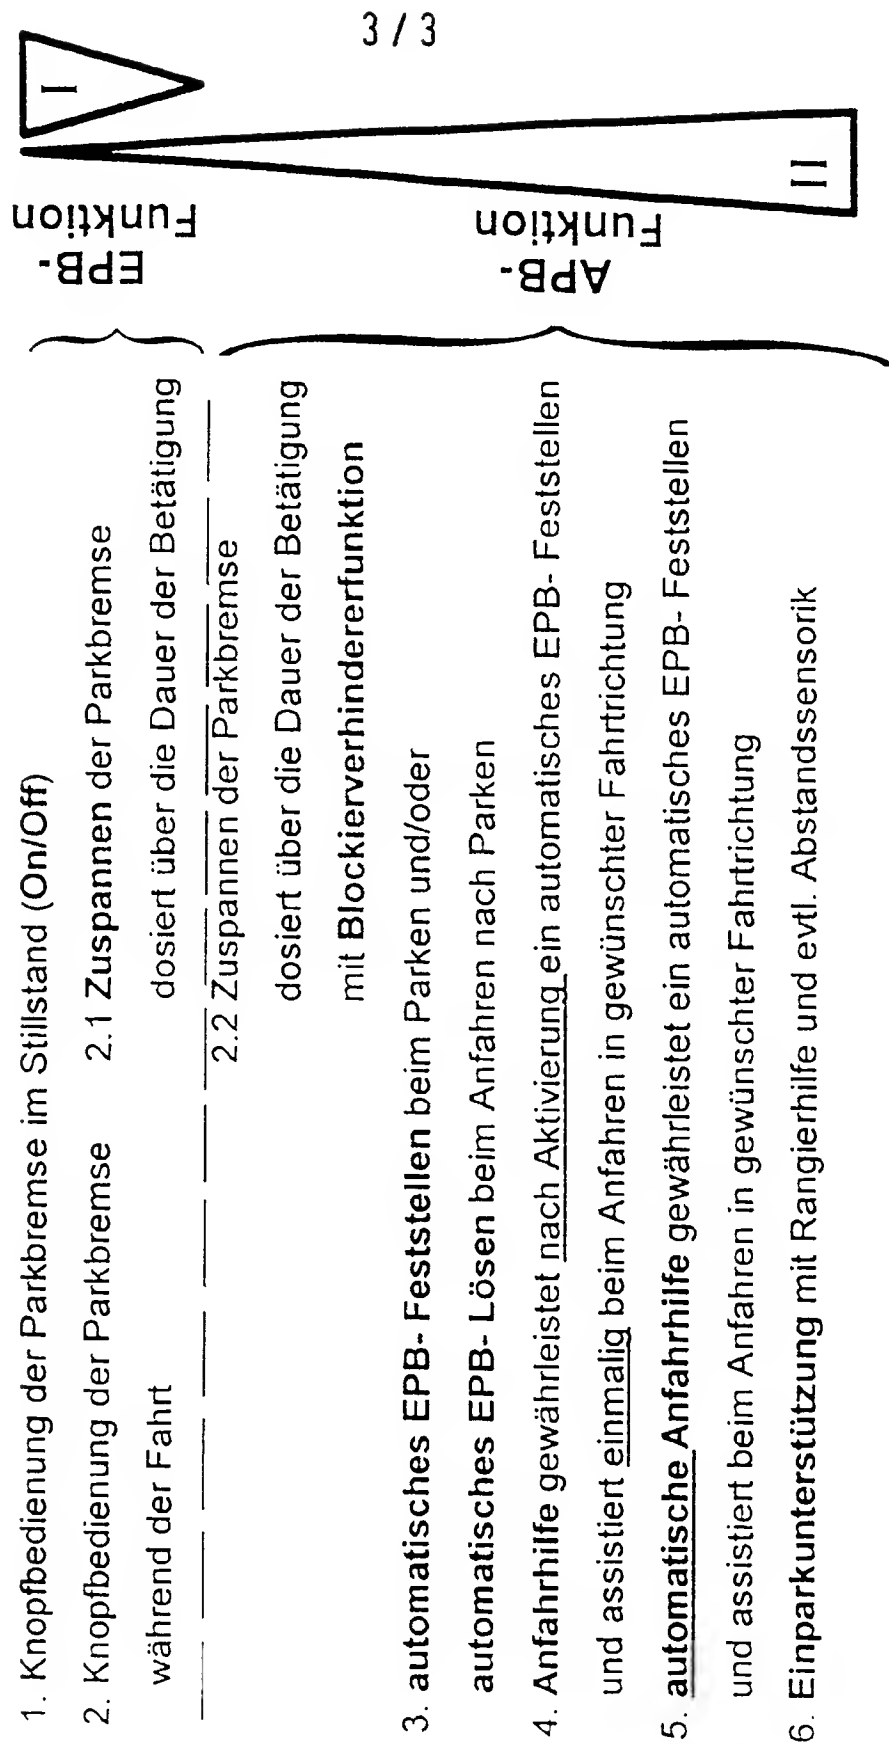 3 / 3
1. Knopfbedienung der Parkbremse im Stillstand (On/Off)
2. Knopfbedienung der Parkbremse 2.1 Zuspannen der Parkbremse
während der Fahrt dosiert über die Dauer der Betätigung
2.2 Zuspannen der Parkbremse
dosiert über die Dauer der Betätigung
mit Blockierverhindererfunktion
3. automatisches EPB- Feststellen beim Parken und/oder
automatisches EPB- Lösen beim Anfahren nach Parken
4. Anfahrhilfe gewährleistet nach Aktivierung ein automatisches EPB- Feststellen
und assistiert einmalig beim Anfahren in gewünschter Fahrtrichtung
5. automatische Anfahrhilfe gewährleistet ein automatisches EPB- Feststellen
und assistiert beim Anfahren in gewünschter Fahrtrichtung
6. Einparkunterstützung mit Rangierhilfe und evtl. Abstandssensorik
EPB-
Funktion
I
APB-
Funktion
II